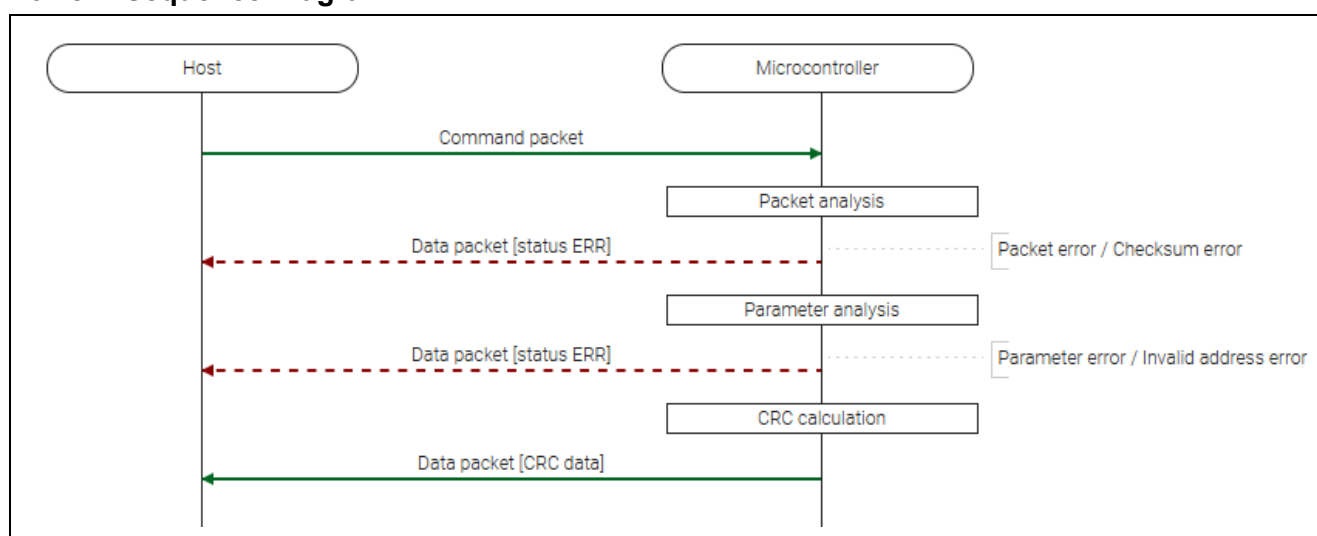 Host
Microcontroller
Command packet
Packet analysis
Data packet [status ERR]
Packet error / Checksum error
Parameter analysis
Data packet [status ERR]
Parameter error / Invalid address error
CRC calculation
Data packet [CRC data]